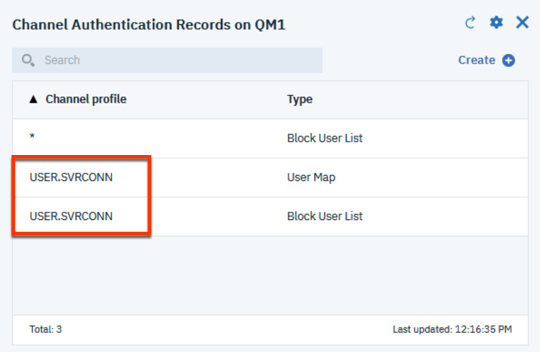 Channel Authentication Records on QM1
Search
Create
Channel profile Type
* Block User List
USER.SVRCONN User Map
USER.SVRCONN Block User List
Total: 3 Last updated: 12:16:35 PM